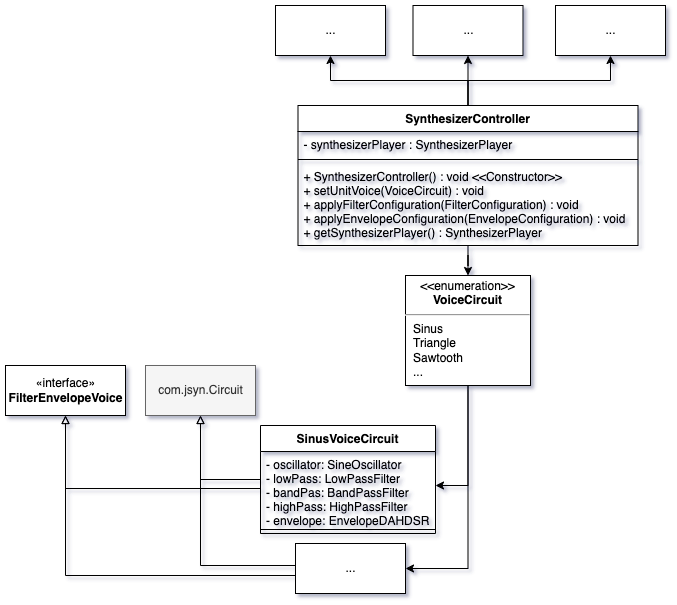 ...
...
...
SynthesizerController
- synthesizerPlayer : SynthesizerPlayer
+ SynthesizerController() : void <<Constructor>>
+ setUnitVoice(VoiceCircuit) : void
+ applyFilterConfiguration(FilterConfiguration) : void
+ applyEnvelopeConfiguration(EnvelopeConfiguration) : void
+ getSynthesizerPlayer() : SynthesizerPlayer
<<enumeration>>
VoiceCircuit
Sinus
Triangle
Sawtooth
...
«interface»
FilterEnvelopeVoice
com.jsyn.Circuit
SinusVoiceCircuit
- oscillator: SineOscillator
- lowPass: LowPassFilter
- bandPas: BandPassFilter
- highPass: HighPassFilter
- envelope: EnvelopeDAHDSR
...